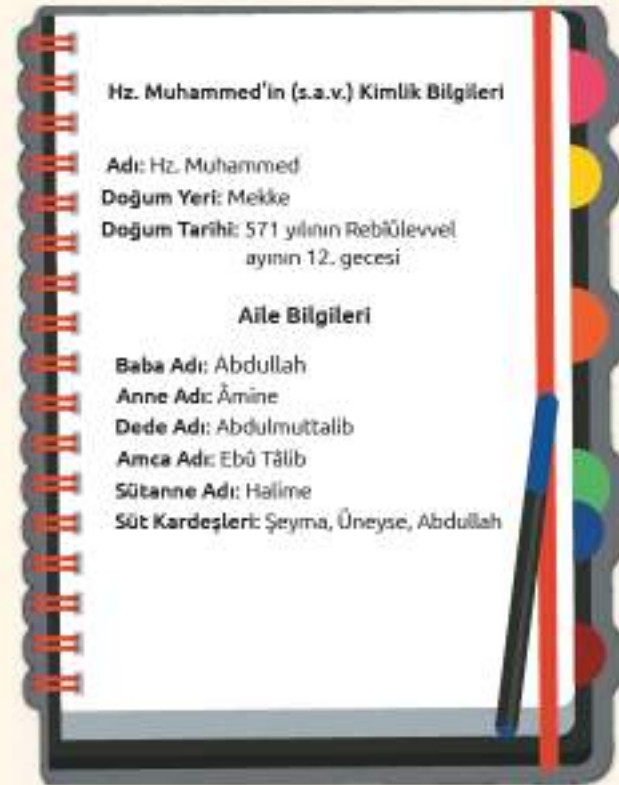 Hz. Muhammed'in (s.a.v.) Kimlik Bilgileri
Adı: Hz. Muhammed
Doğum Yeri: Mekke
Doğum Tarihi: 571 yılının Rebîûlevvel
ayının 12. gecesi
Aile Bilgileri
Baba Adı: Abdullah
Anne Adı: Âmine
Dede Adı: Abdulmuttalib
Amca Adı: Ebû Tâlib
Sütanne Adı: Halime
Süt Kardeşleri: Şeyma, Üneyse, Abdullah